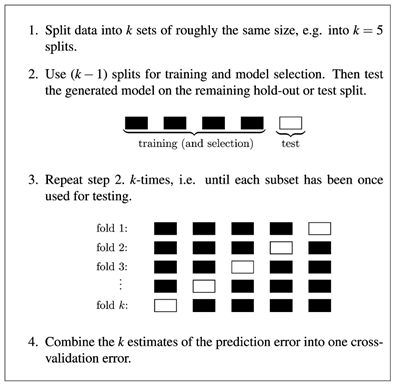 1. Split data into k sets of roughly the same size, e.g. into k = 5
splits.
2. Use (k − 1) splits for training and model selection. Then test
the generated model on the remaining hold-out or test split.
training (and selection) test
3. Repeat step 2. k-times, i.e. until each subset has been once
used for testing.
fold 1:
fold 2:
fold 3:
⋮
fold k:
4. Combine the k estimates of the prediction error into one cross-
validation error.